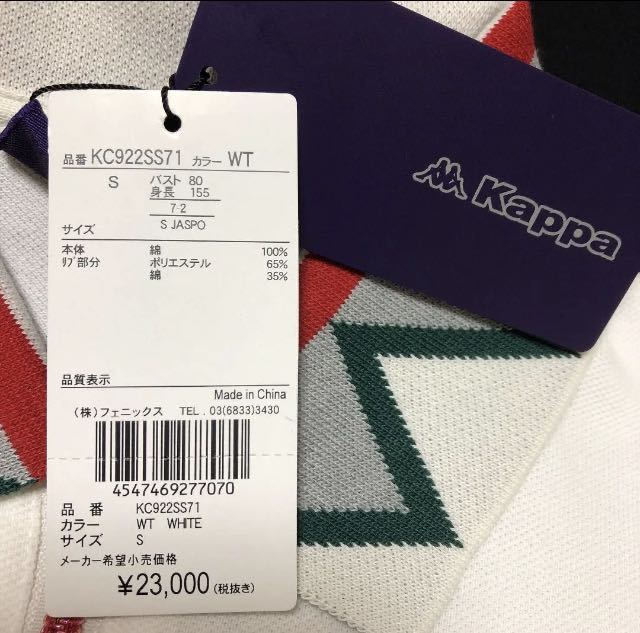 品番 KC922SS71 カラー WT
S バスト 80
身長 155
7-2
サイズ S JASPO
本体 綿 100%
ﾘﾌﾞ部分 ポリエステル 65%
綿 35%
品質表示
Made in China
(株)フェニックス TEL.03(6833)3430
4547469277070
品番 KC922SS71
カラー WT WHITE
サイズ S
メーカー希望小売価格
¥23,000(税抜き)
Kappa